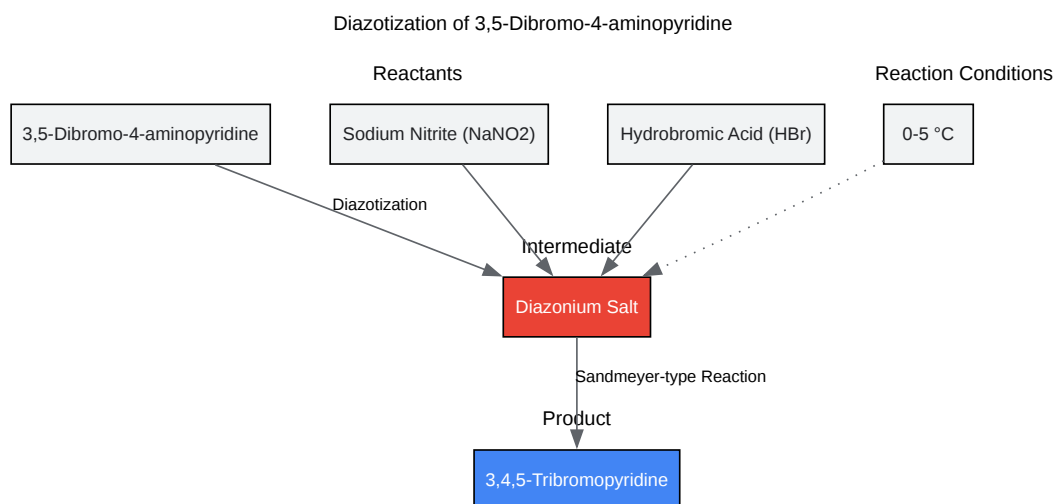 Diazotization of 3,5-Dibromo-4-aminopyridine
Reactants
Reaction Conditions
3,5-Dibromo-4-aminopyridine
Sodium Nitrite (NaNO2)
Hydrobromic Acid (HBr)
0-5 °C
Diazotization
Intermediate
Diazonium Salt
Sandmeyer-type Reaction
Product
3,4,5-Tribromopyridine